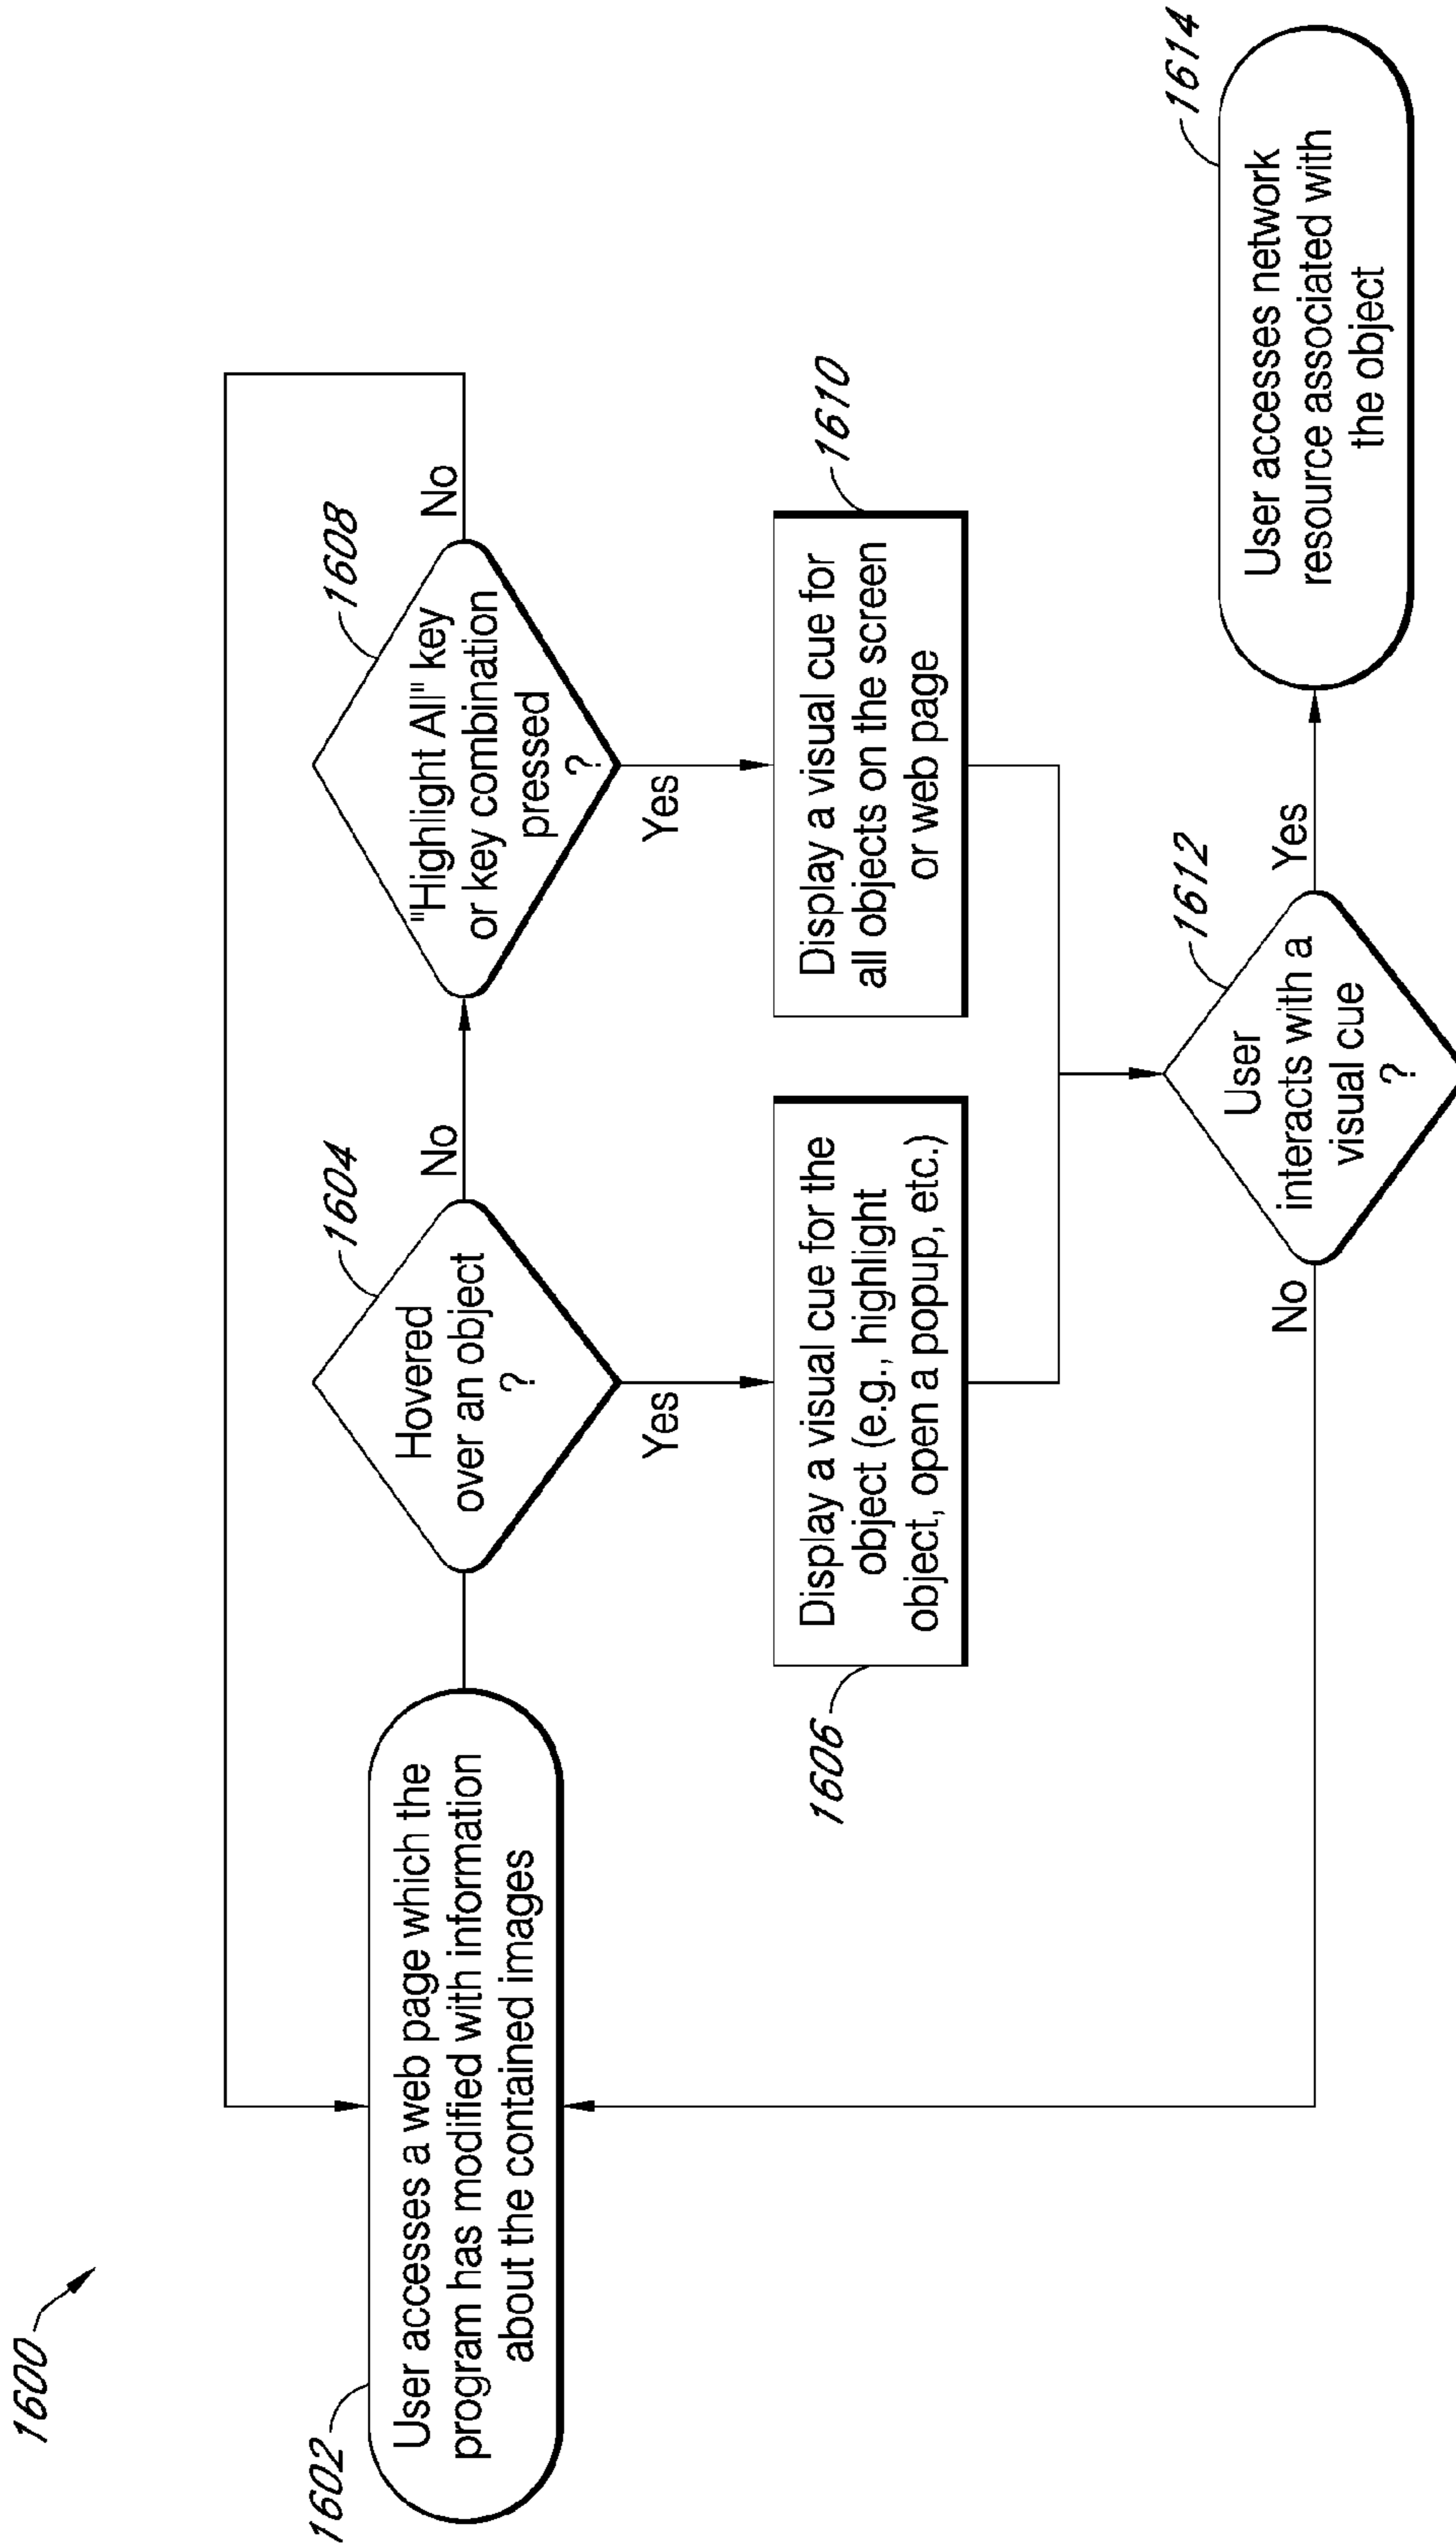 1600
1602
User accesses a web page which the
program has modified with information
about the contained images
1604
Hovered
over an object
?
No
Yes
1608
"Highlight All" key
or key combination
pressed
?
No
Yes
1606
Display a visual cue for the
object (e.g., highlight
object, open a popup, etc.)
1610
Display a visual cue for
all objects on the screen
or web page
1612
User
interacts with a
visual cue
?
No
Yes
1614
User accesses network
resource associated with
the object